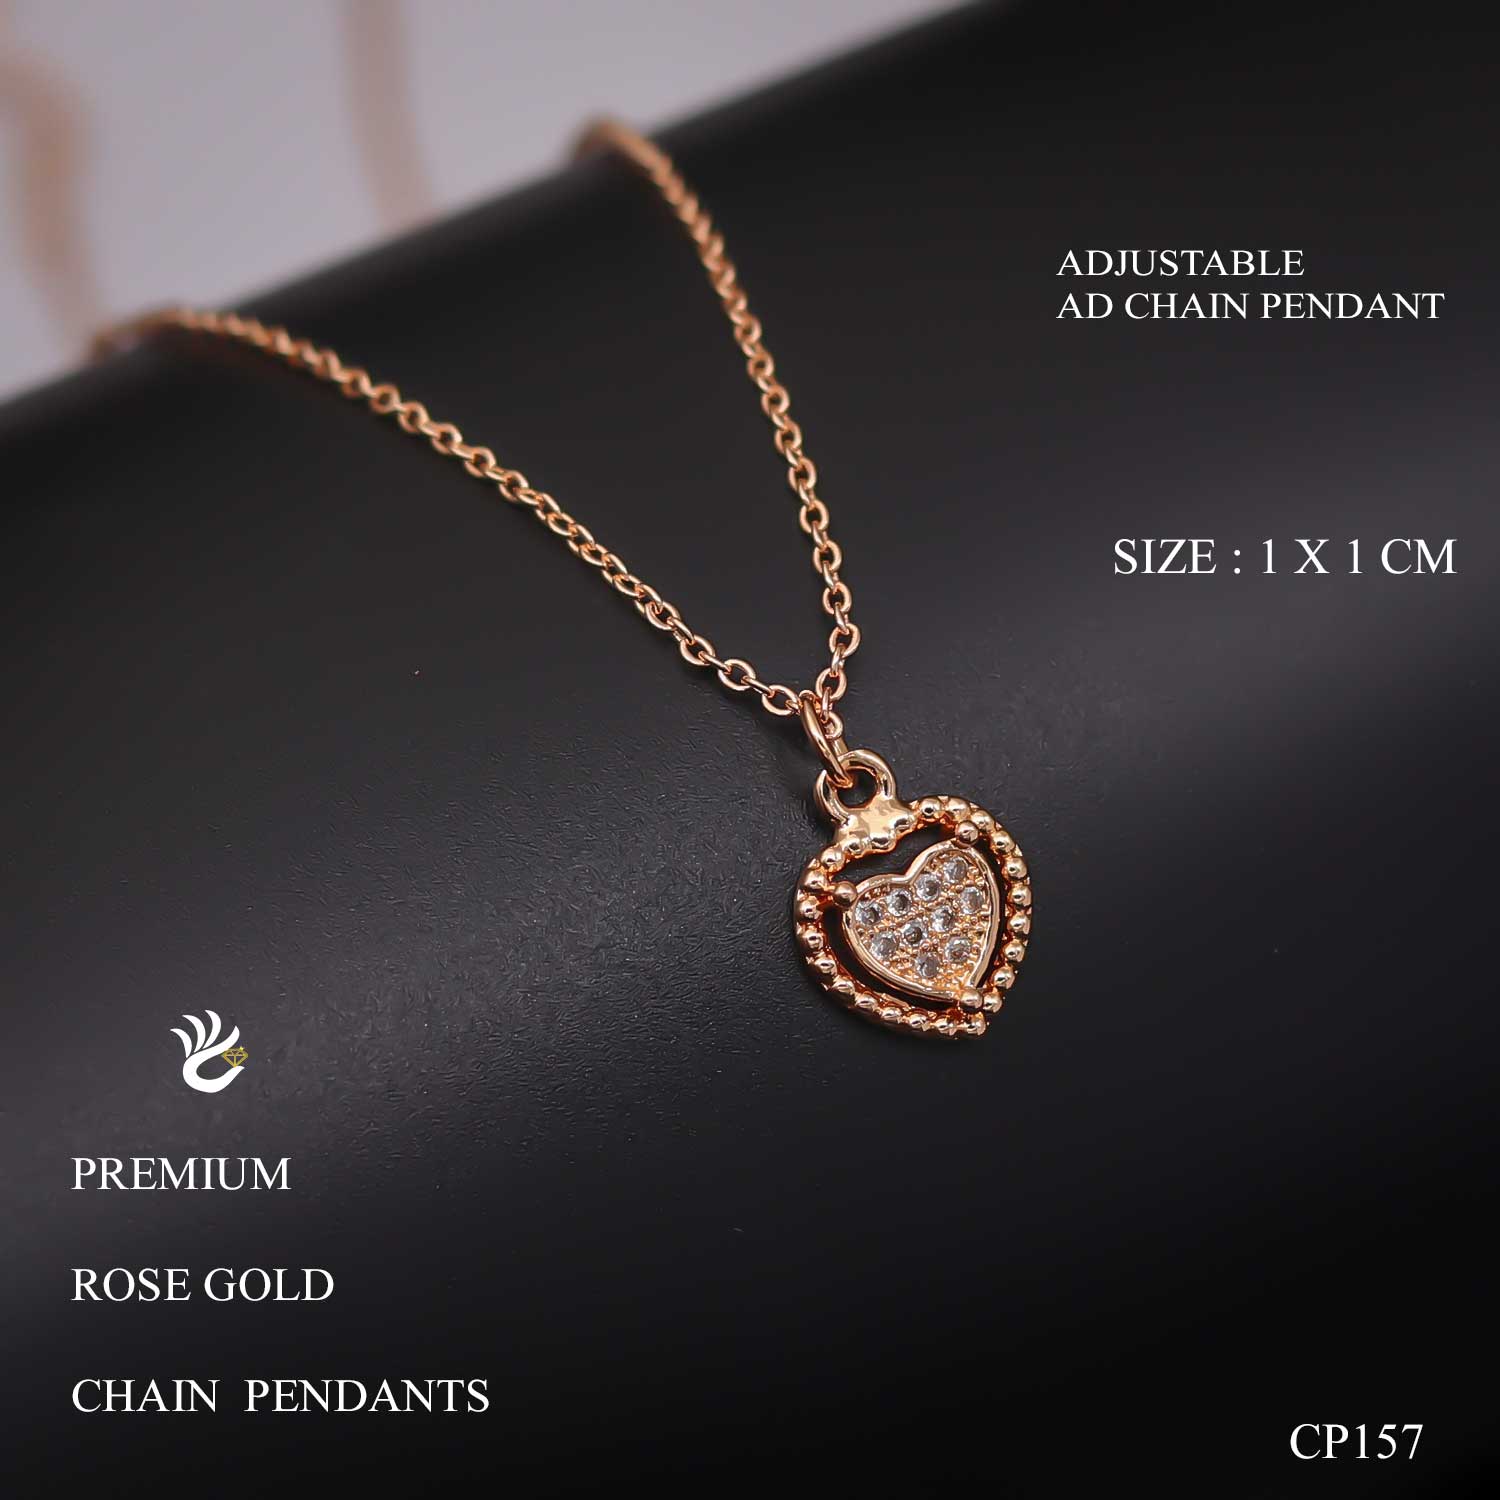 ADJUSTABLE
AD CHAIN PENDANT
SIZE : 1 X 1 CM
PREMIUM
ROSE GOLD
CHAIN PENDANTS
CP157